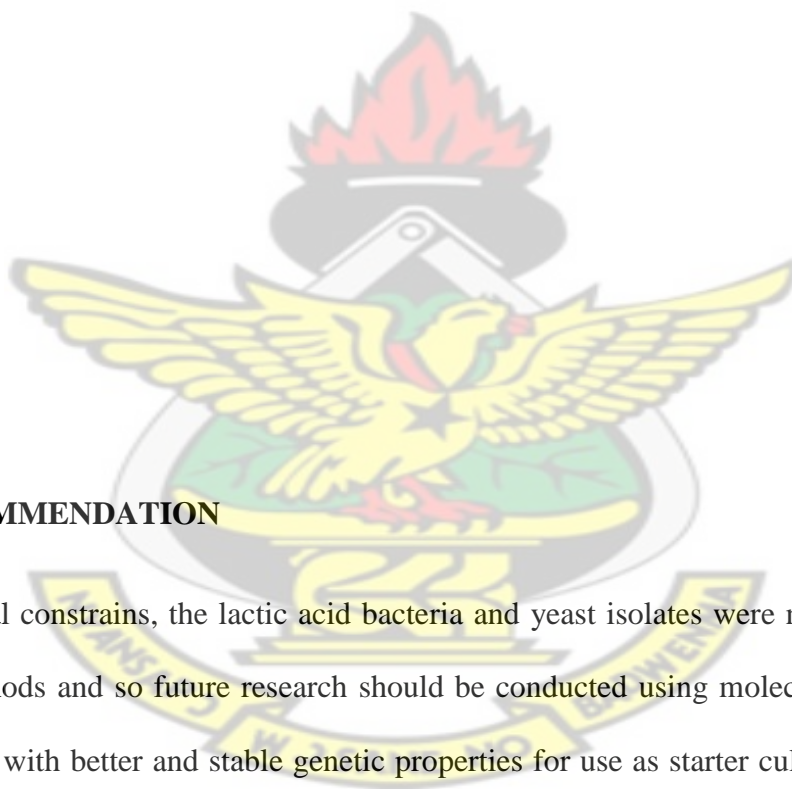 MMENDATION
l constrains, the lactic acid bacteria and yeast isolates were
ods and so future research should be conducted using molec
with better and stable genetic properties for use as starter cul